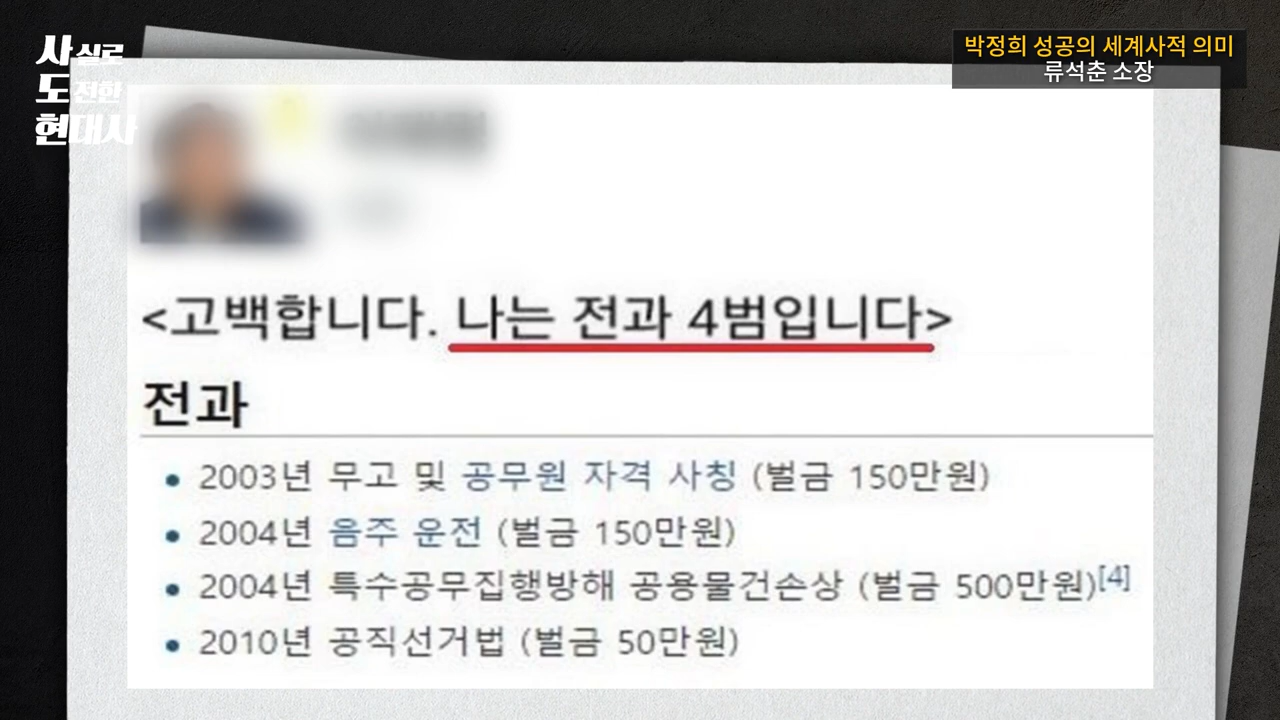 사실로
도전한
현대사
박정희 성공의 세계사적 의미
류석춘 소장
<고백합니다. 나는 전과 4범입니다>
전과
• 2003년 무고 및 공무원 자격 사칭 (벌금 150만원)
• 2004년 음주 운전 (벌금 150만원)
• 2004년 특수공무집행방해 공용물건손상 (벌금 500만원)[4]
• 2010년 공직선거법 (벌금 50만원)